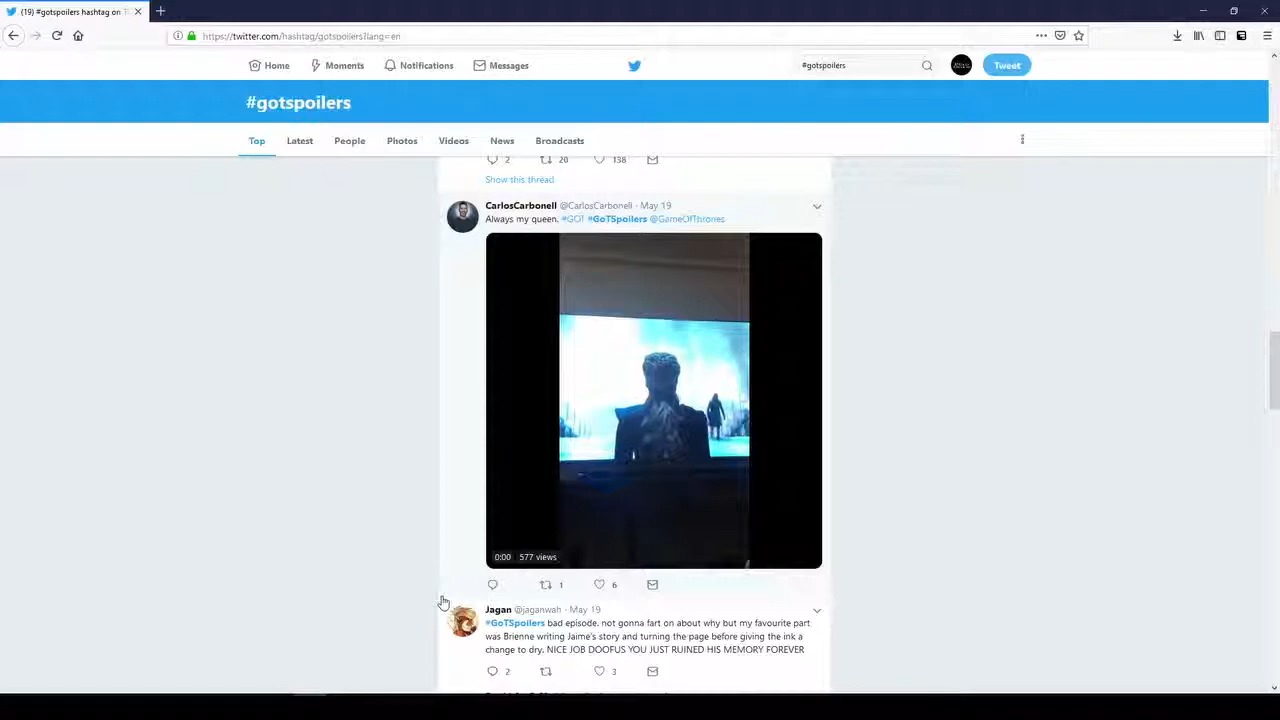 (19) #gotspoilers hashtag on
https://twitter.com/hashtag/gotspoilers?lang=en
Home Moments Notifications Messages #gotspoilers Tweet
#gotspoilers
Top Latest People Photos Videos News Broadcasts
2 20 138
Show this thread
CarlosCarbonell @CarlosCarbonell · May 19
Always my queen. #GOT #GoTSpoilers @GameOfThrones
0:00 577 views
1 6
Jagan @jaganwah · May 19
#GoTSpoilers bad episode. not gonna fart on about why but my favourite part
was Brienne writing Jaime's story and turning the page before giving the ink a
change to dry. NICE JOB DOOFUS YOU JUST RUINED HIS MEMORY FOREVER
2 3